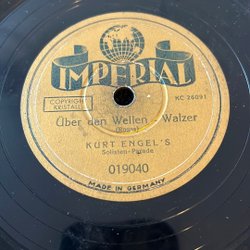 IMPERIAL
COPYRIGHT
KRISTALL
KC 26091
Über den Wellen - Walzer
(Rosas)
KURT ENGEL'S
Solisten-Parade
019040
MADE IN GERMANY